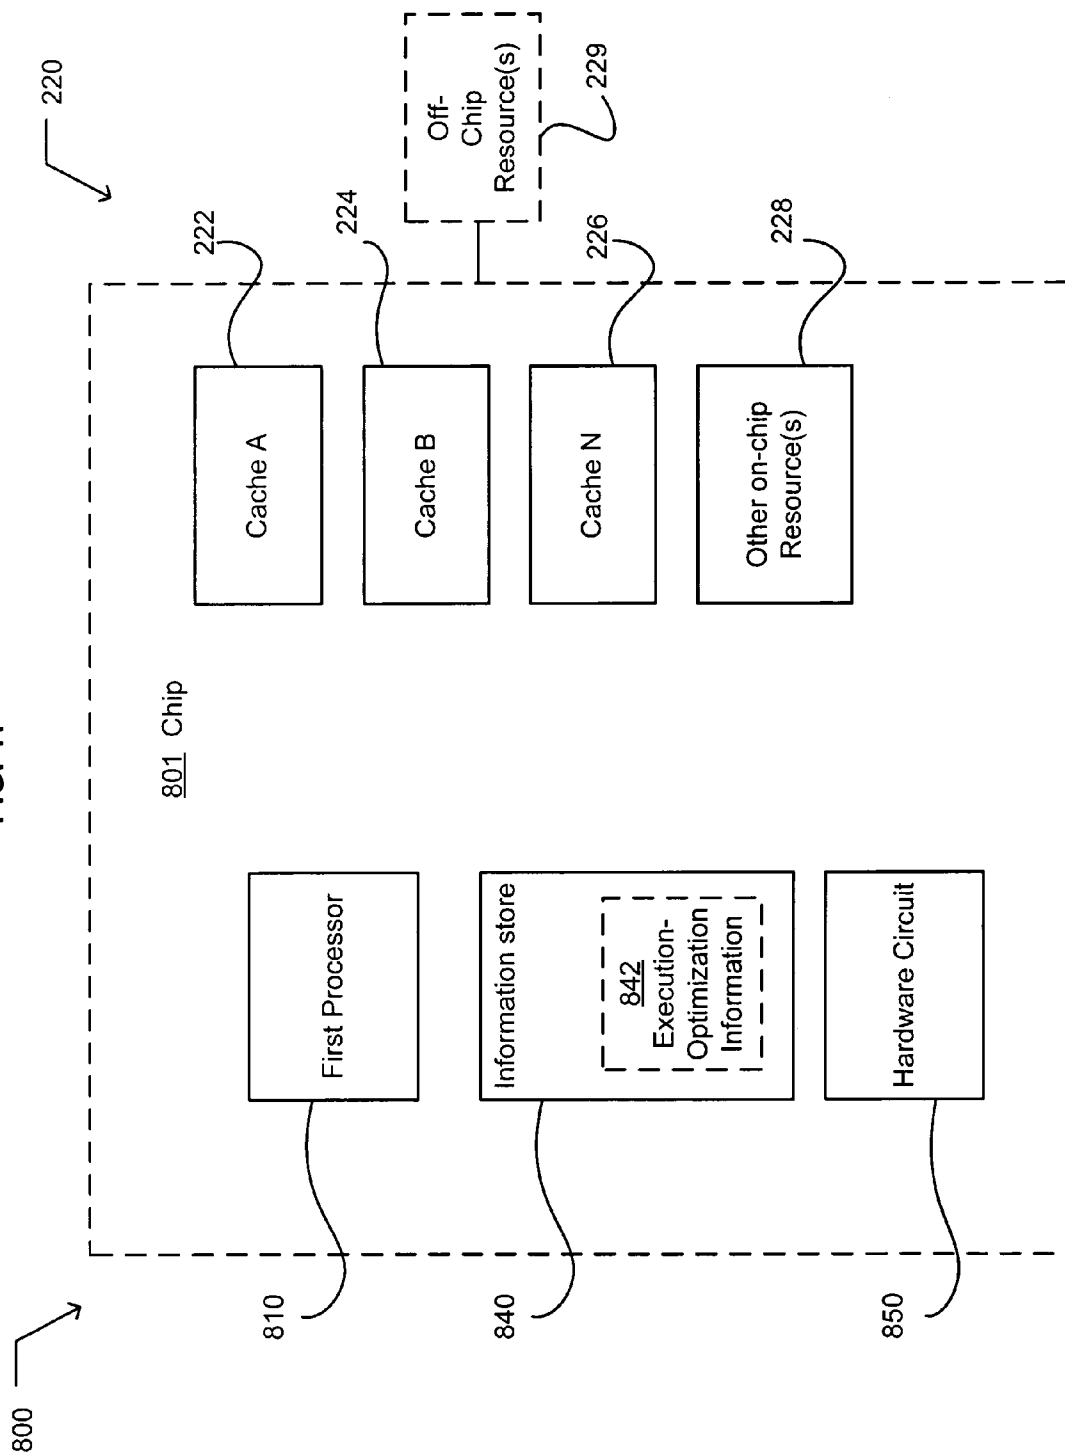 800
220
801 Chip
810
First Processor
840
Information store
842
Execution-
Optimization
Information
850
Hardware Circuit
Cache A
222
Cache B
224
Cache N
226
Other on-chip
Resource(s)
228
Off-
Chip
Resource(s)
229